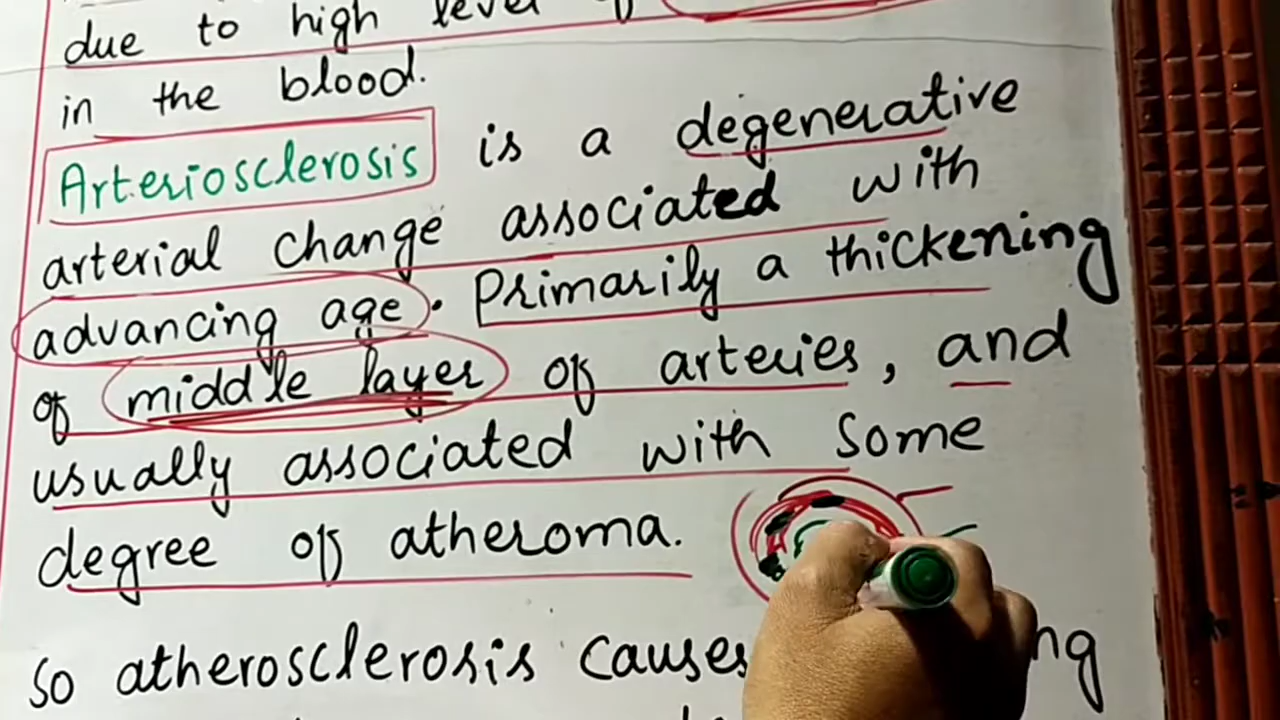 due to high level of
in the blood.
Arteriosclerosis is a degenerative
arterial change associated with
advancing age. Primarily a thickening
of middle layer of arteries, and
usually associated with some
degree of atheroma.
So atherosclerosis causes